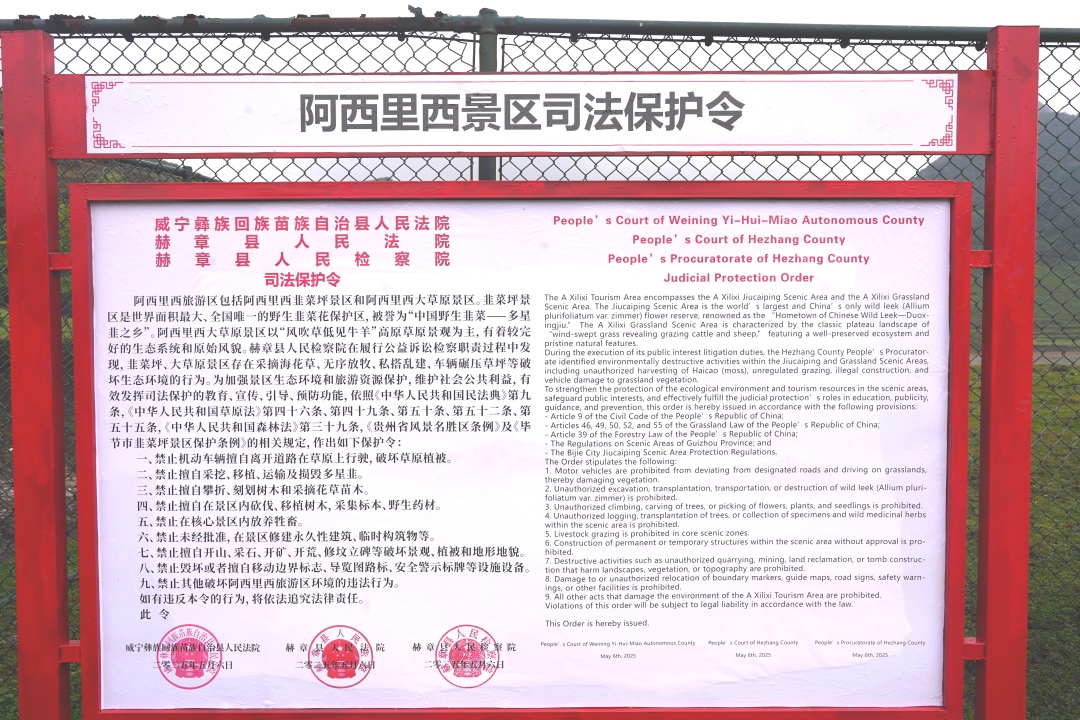 阿西里西景区司法保护令
威宁彝族回族苗族自治县人民法院
赫章县人民法院
赫章县人民检察院
司法保护令
阿西里西旅游区包括阿西里西韭菜坪景区和阿西里西大草原景区。韭菜坪景
区是世界面积最大、全国唯一的野生韭菜花保护区,被誉为“中国野生韭菜——多星
韭之乡”。阿西里西大草原景区以“风吹草低见牛羊”高原草原景观为主,有着较完
好的生态系统和原始风貌。赫章县人民检察院在履行公益诉讼检察职责过程中发
现,韭菜坪、大草原景区存在采摘海花草、无序放牧、私搭乱建、车辆碾压草坪等破
坏生态环境的行为。为加强景区生态环境和旅游资源保护,维护社会公共利益,有
效发挥司法保护的教育、宣传、引导、预防功能,依照《中华人民共和国民法典》第九
条,《中华人民共和国草原法》第四十六条、第四十九条、第五十条、第五十二条、第
五十五条,《中华人民共和国森林法》第三十九条,《贵州省风景名胜区条例》及《毕
节市韭菜坪景区保护条例》的相关规定,作出如下保护令:
一、禁止机动车辆擅自离开道路在草原上行驶,破坏草原植被。
二、禁止擅自采挖、移植、运输及损毁多星韭。
三、禁止擅自攀折、刻划树木和采摘花草苗木。
四、禁止擅自在景区内砍伐、移植树木,采集标本、野生药材。
五、禁止在核心景区内放养牲畜。
六、禁止未经批准,在景区修建永久性建筑、临时构筑物等。
七、禁止擅自开山、采石、开矿、开荒、修坟立碑等破坏景观、植被和地形地貌。
八、禁止毁坏或者擅自移动边界标志、导览图路标、安全警示标牌等设施设备。
九、禁止其他破坏阿西里西旅游区环境的违法行为。
如有违反本令的行为,将依法追究法律责任。
此 令
威宁彝族回族苗族自治县人民法院 赫章县人民法院 赫章县人民检察院
二〇二五年五月六日 二〇二五年五月六日 二〇二五年五月六日
People's Court of Weining Yi-Hui-Miao Autonomous County
People's Court of Hezhang County
People's Procuratorate of Hezhang County
Judicial Protection Order
The A Xilixi Tourism Area encompasses the A Xilixi Jiucaiping Scenic Area and the A Xilixi Grassland
Scenic Area. The Jiucaiping Scenic Area is the world's largest and China's only wild leek (Allium
plurifoliatum var. zimmer) flower reserve, renowned as the "Hometown of Chinese Wild Leek—Duox-
ingjiu." The A Xilixi Grassland Scenic Area is characterized by the classic plateau landscape of
"wind-swept grass revealing grazing cattle and sheep," featuring a well-preserved ecosystem and
pristine natural features.
During the execution of its public interest litigation duties, the Hezhang County People's Procurator-
ate identified environmentally destructive activities within the Jiucaiping and Grassland Scenic Areas,
including unauthorized harvesting of Haicao (moss), unregulated grazing, illegal construction, and
vehicle damage to grassland vegetation.
To strengthen the protection of the ecological environment and tourism resources in the scenic areas,
safeguard public interests, and effectively fulfill the judicial protection's roles in education, publicity,
guidance, and prevention, this order is hereby issued in accordance with the following provisions:
- Article 9 of the Civil Code of the People's Republic of China;
- Articles 46, 49, 50, 52, and 55 of the Grassland Law of the People's Republic of China;
- Article 39 of the Forestry Law of the People's Republic of China;
- The Regulations on Scenic Areas of Guizhou Province; and
- The Bijie City Jiucaiping Scenic Area Protection Regulations.
The Order stipulates the following:
1. Motor vehicles are prohibited from deviating from designated roads and driving on grasslands,
thereby damaging vegetation.
2. Unauthorized excavation, transplantation, transportation, or destruction of wild leek (Allium pluri-
foliatum var. zimmer) is prohibited.
3. Unauthorized climbing, carving of trees, or picking of flowers, plants, and seedlings is prohibited.
4. Unauthorized logging, transplantation of trees, or collection of specimens and wild medicinal herbs
within the scenic area is prohibited.
5. Livestock grazing is prohibited in core scenic zones.
6. Construction of permanent or temporary structures within the scenic area without approval is pro-
hibited.
7. Destructive activities such as unauthorized quarrying, mining, land reclamation, or tomb construc-
tion that harm landscapes, vegetation, or topography are prohibited.
8. Damage to or unauthorized relocation of boundary markers, guide maps, road signs, safety warn-
ings, or other facilities is prohibited.
9. All other acts that damage the environment of the A Xilixi Tourism Area are prohibited.
Violations of this order will be subject to legal liability in accordance with the law.
This Order is hereby issued.
People's Court of Weining Yi-Hui-Miao Autonomous County People's Court of Hezhang County People's Procuratorate of Hezhang County
May 6th, 2025 May 6th, 2025 May 6th, 2025